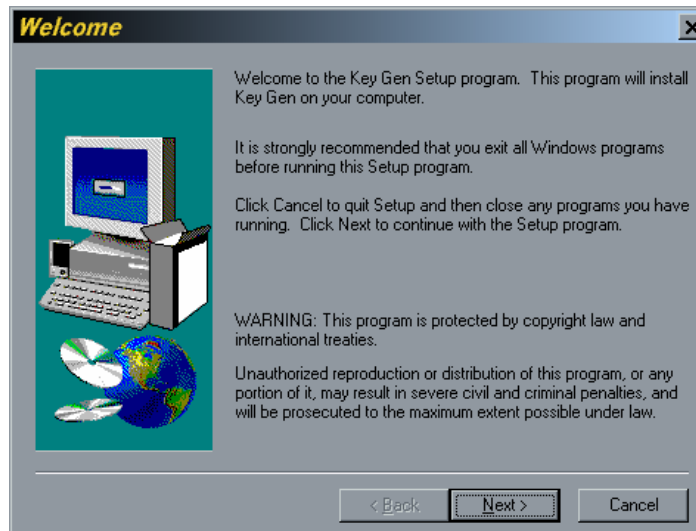 Welcome
Welcome to the Key Gen Setup program. This program will install
Key Gen on your computer.
It is strongly recommended that you exit all Windows programs
before running this Setup program.
Click Cancel to quit Setup and then close any programs you have
running. Click Next to continue with the Setup program.
WARNING: This program is protected by copyright law and
international treaties.
Unauthorized reproduction or distribution of this program, or any
portion of it, may result in severe civil and criminal penalties, and
will be prosecuted to the maximum extent possible under law.
< Back
Next >
Cancel